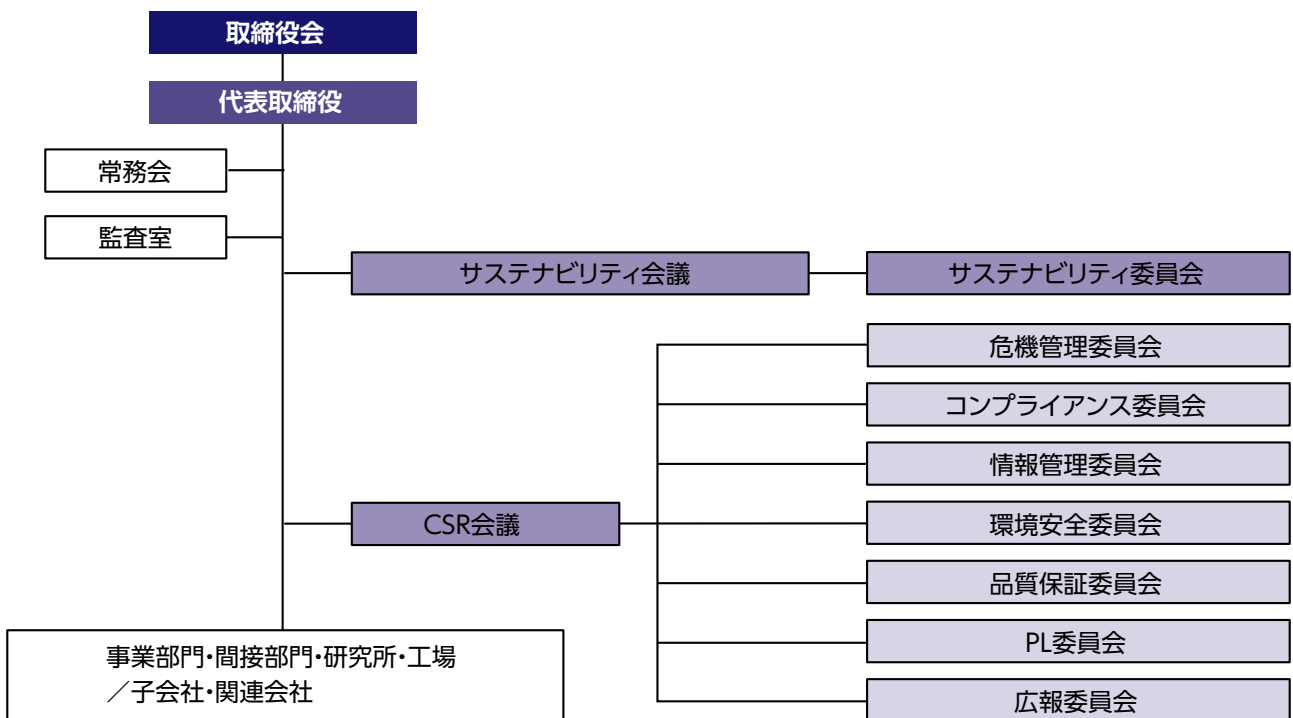 取締役会
代表取締役
常務会
監査室
サステナビリティ会議
サステナビリティ委員会
危機管理委員会
コンプライアンス委員会
情報管理委員会
CSR会議
環境安全委員会
品質保証委員会
PL委員会
広報委員会
事業部門・間接部門・研究所・工場
／子会社・関連会社